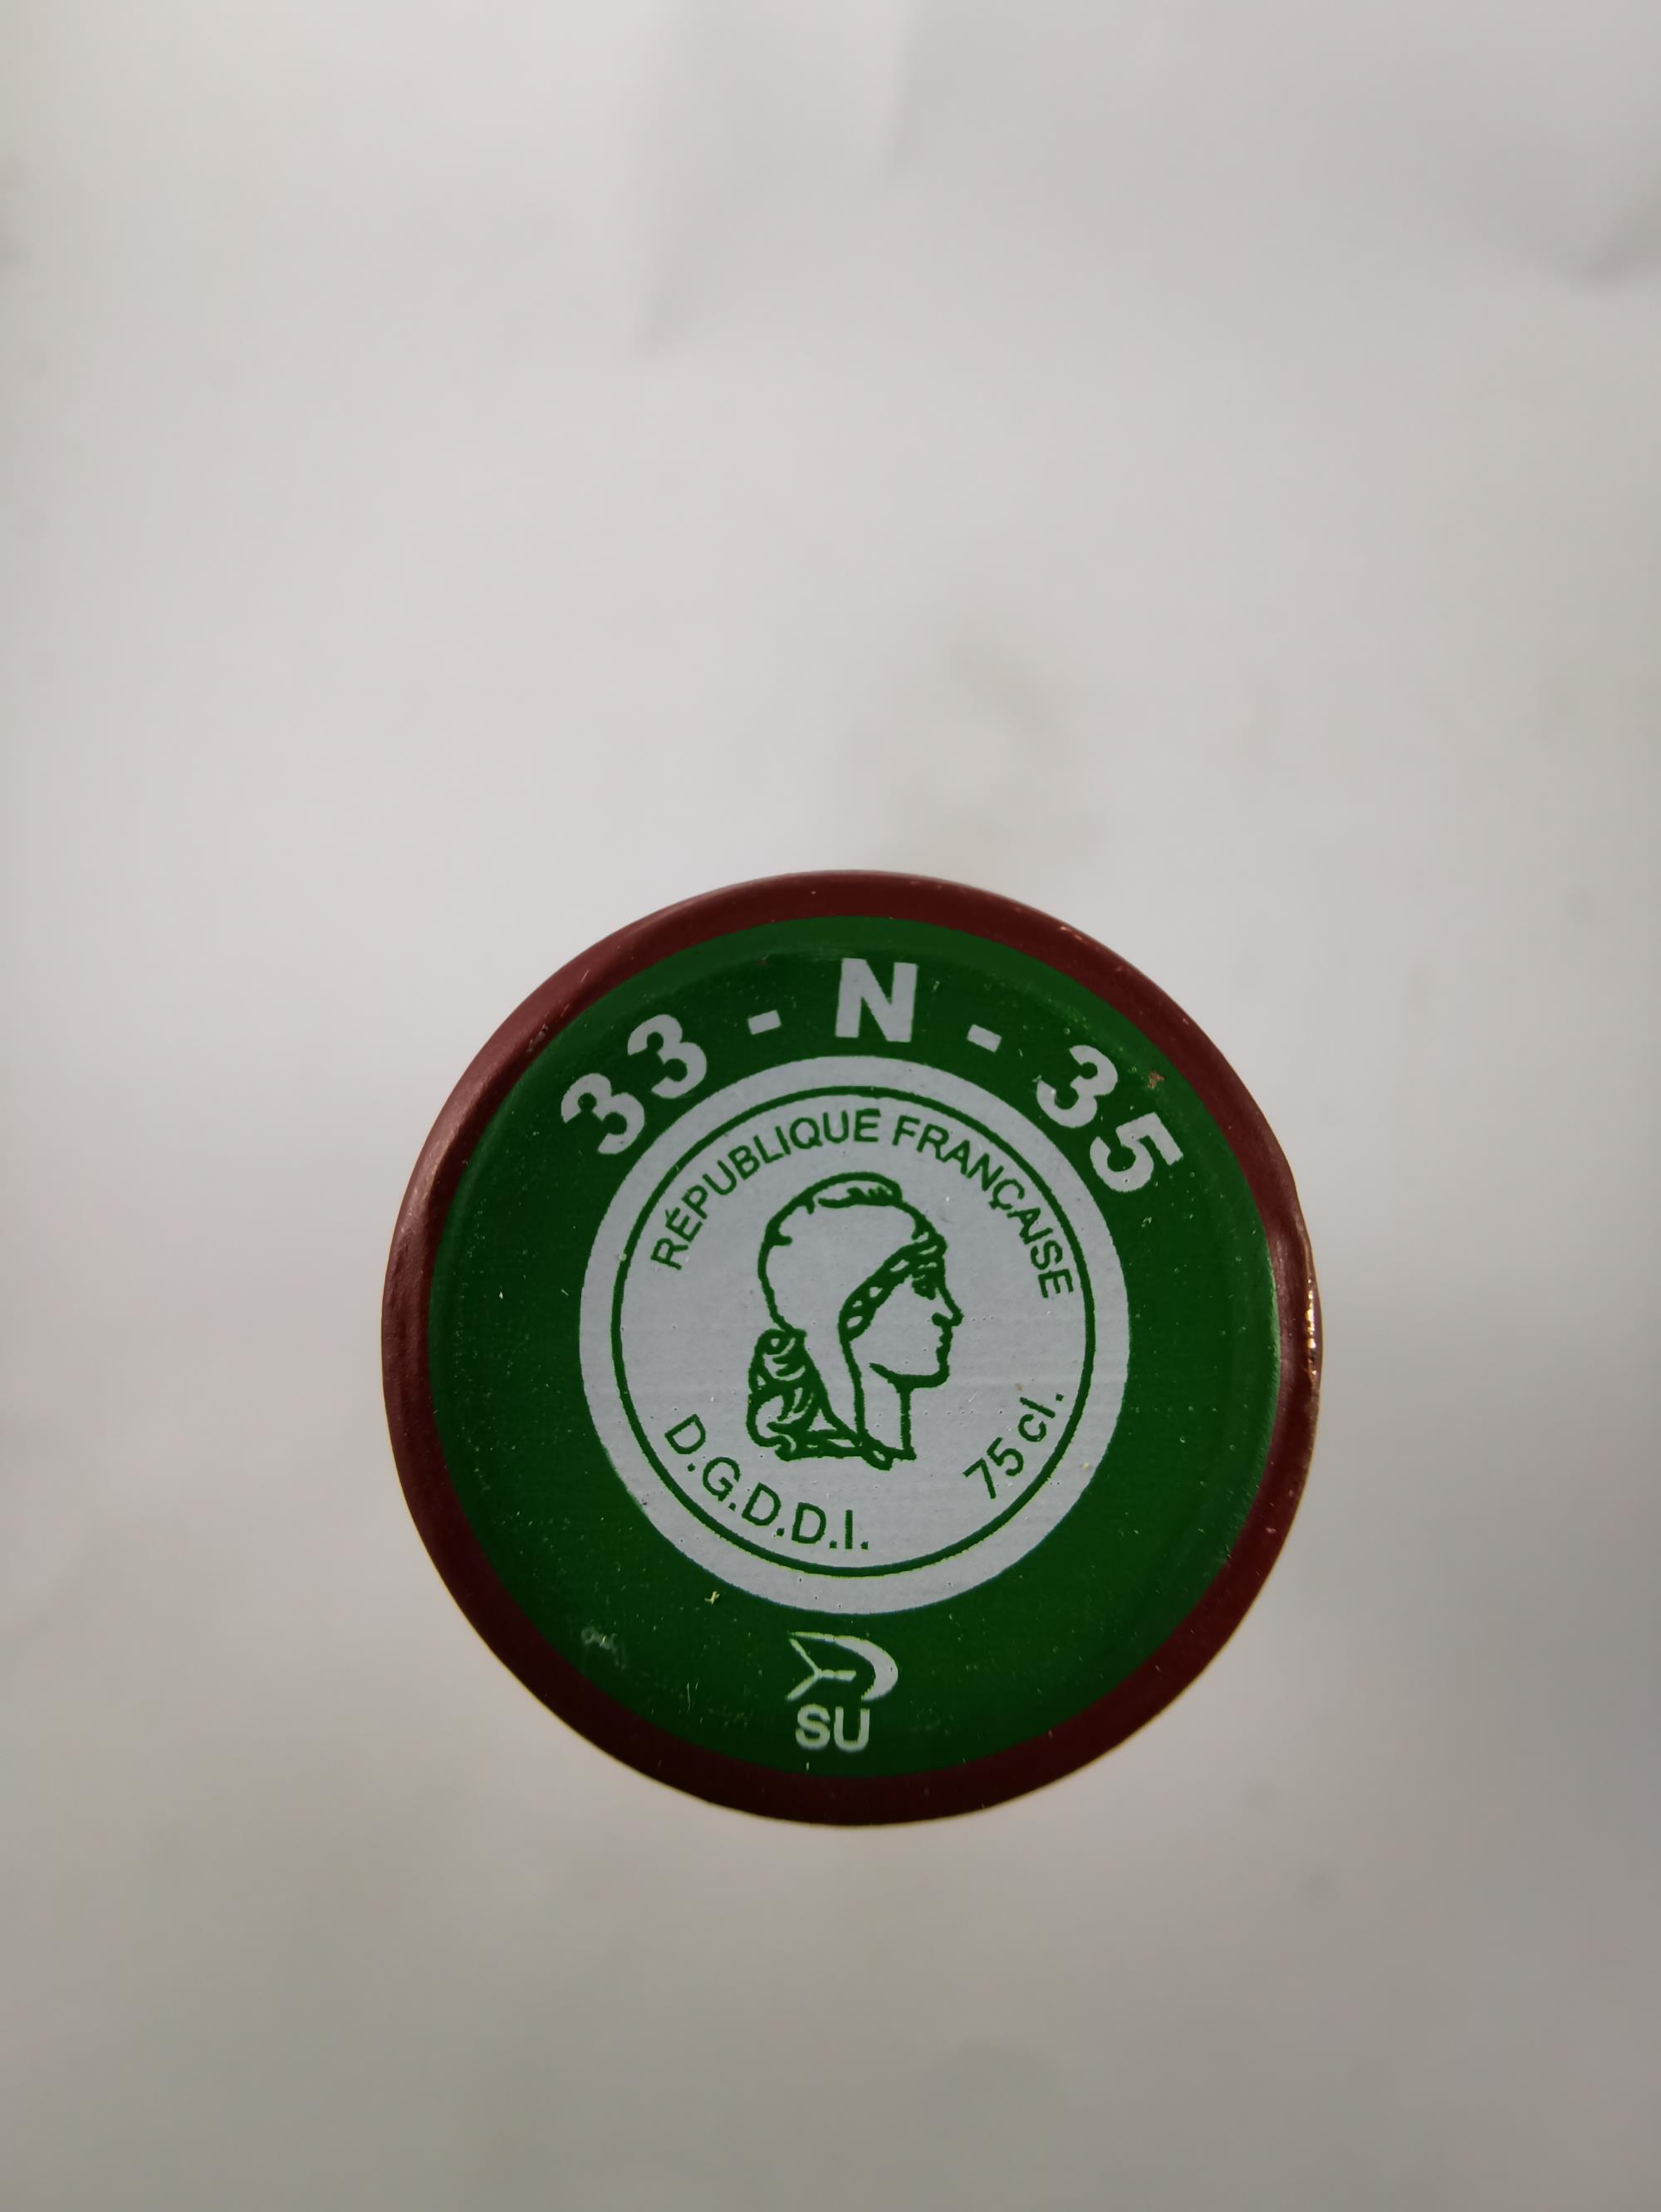 33 - N - 35
RÉPUBLIQUE FRANÇAISE
D.G.D.D.I.
75 cl.
SU